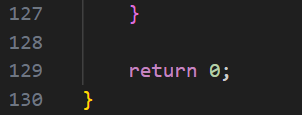 127        }
128
129        return 0;
130    }